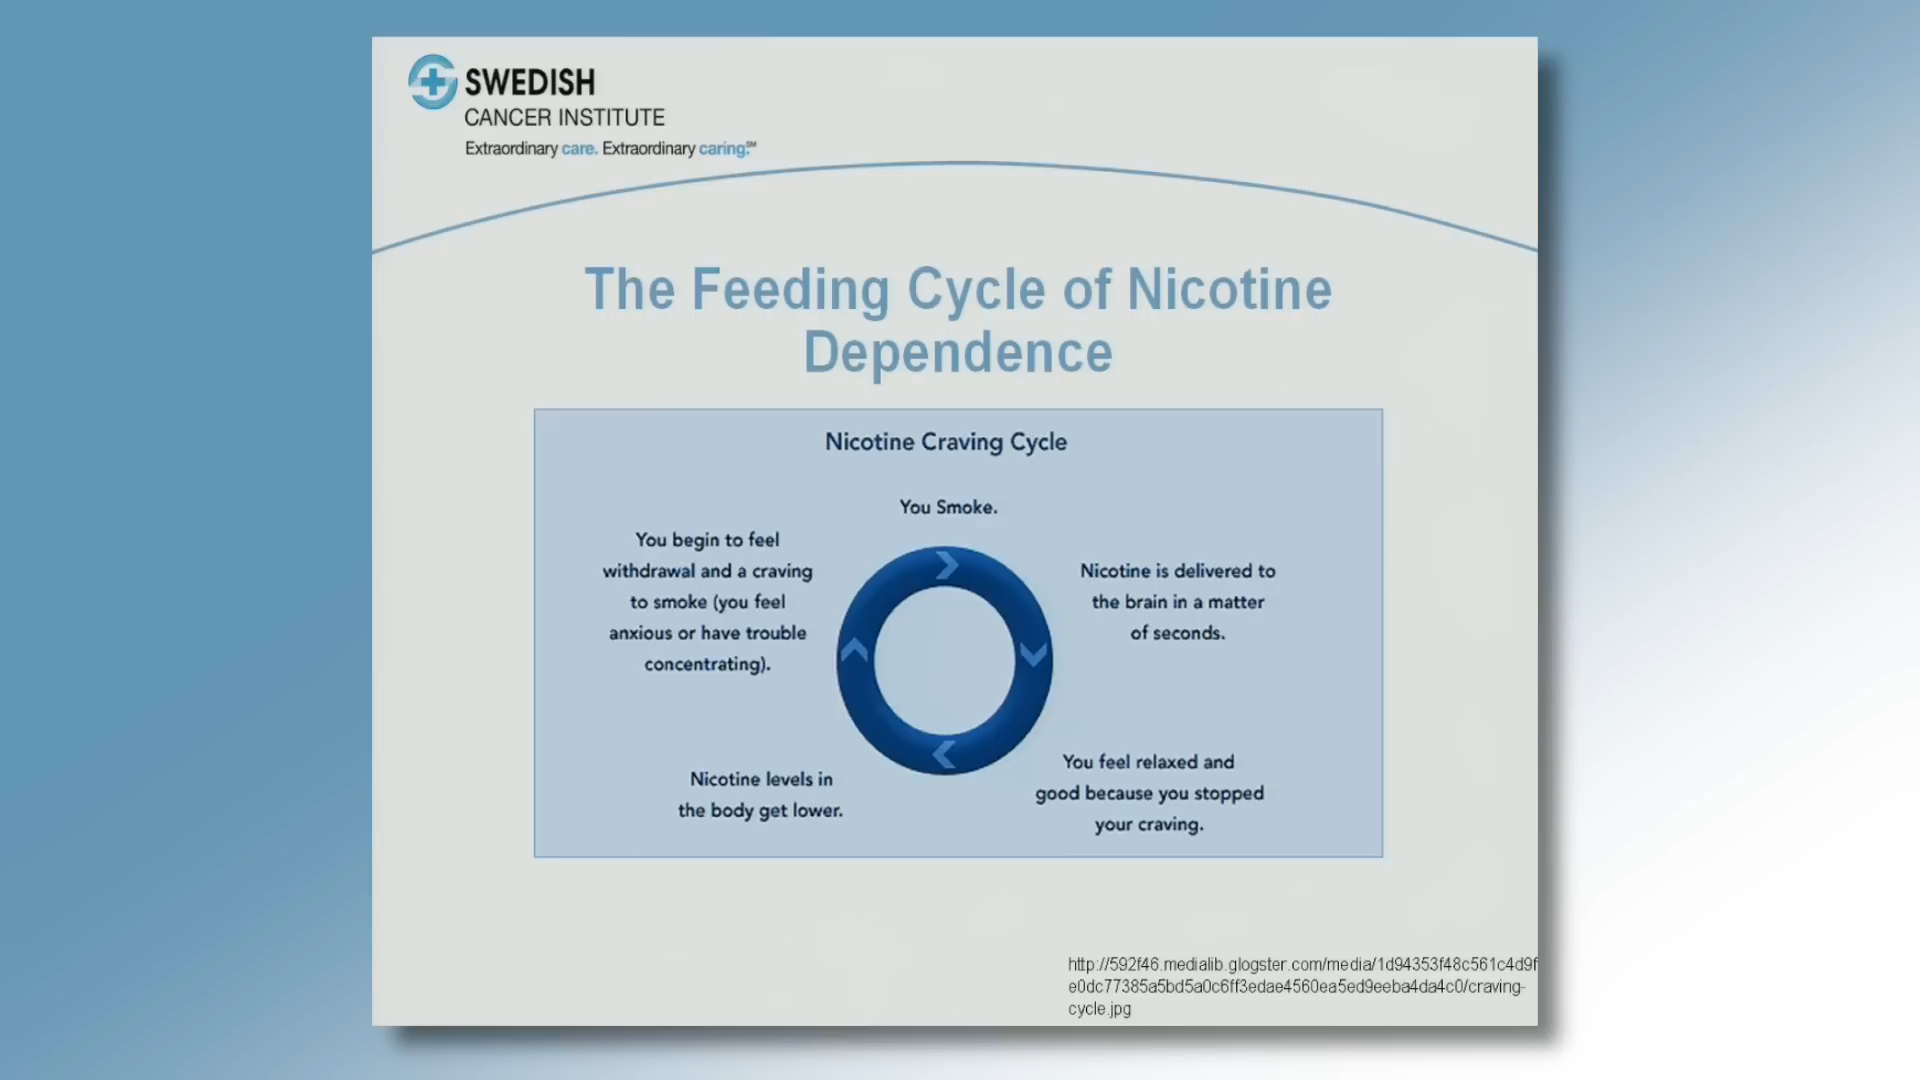 SWEDISH
CANCER INSTITUTE
Extraordinary care. Extraordinary caring.℠
The Feeding Cycle of Nicotine
Dependence
Nicotine Craving Cycle
You Smoke.
Nicotine is delivered to
the brain in a matter
of seconds.
You feel relaxed and
good because you stopped
your craving.
Nicotine levels in
the body get lower.
You begin to feel
withdrawal and a craving
to smoke (you feel
anxious or have trouble
concentrating).
http://592f46.medialib.glogster.com/media/1d94353f48c561c4d9f
e0dc77385a5bd5a0c6ff3edae4560ea5ed9eeba4da4c0/craving-
cycle.jpg